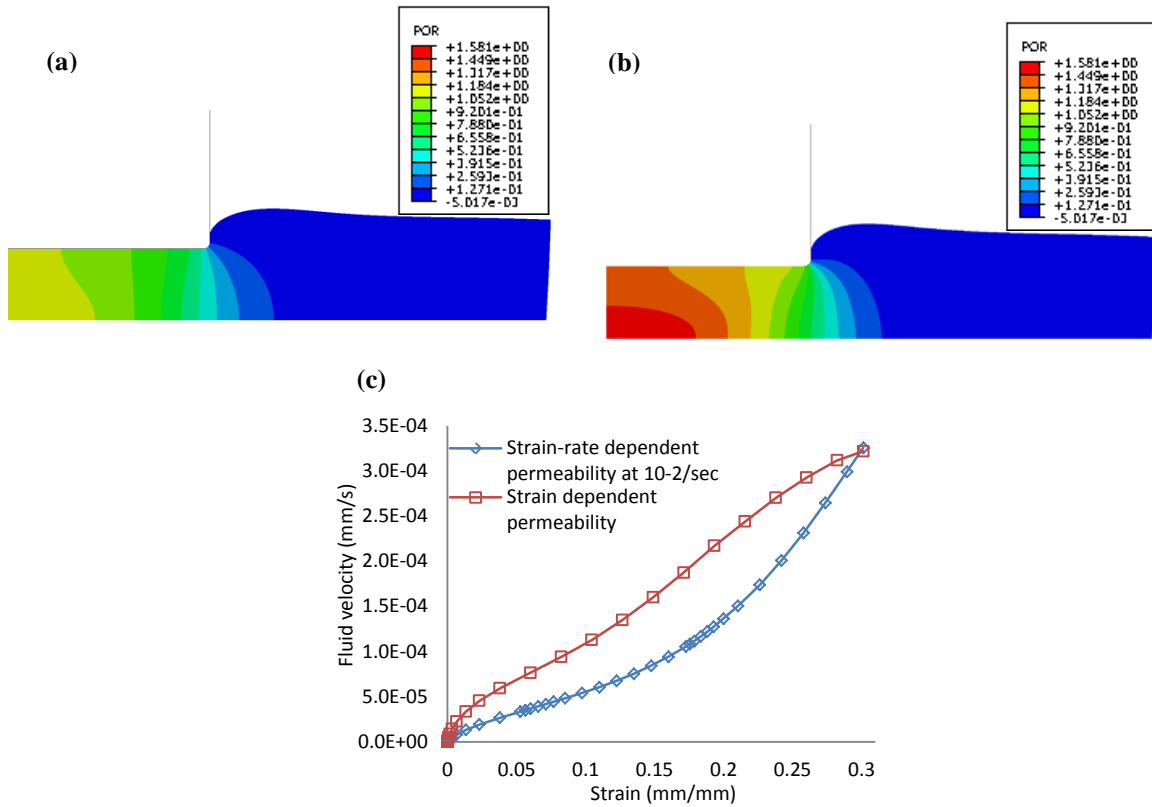 (a)
POR
+1.581e+00
+1.449e+00
+1.317e+00
+1.184e+00
+1.052e+00
+9.201e-01
+7.880e-01
+6.558e-01
+5.236e-01
+3.915e-01
+2.593e-01
+1.271e-01
-5.017e-03
(b)
POR
+1.581e+00
+1.449e+00
+1.317e+00
+1.184e+00
+1.052e+00
+9.201e-01
+7.880e-01
+6.558e-01
+5.236e-01
+3.915e-01
+2.593e-01
+1.271e-01
-5.017e-03
(c)
Fluid velocity (mm/s)
3.5E-04
3.0E-04
2.5E-04
2.0E-04
1.5E-04
1.0E-04
5.0E-05
0.0E+00
Strain-rate dependent
permeability at 10-2/sec
Strain dependent
permeability
0
0.05
0.1
0.15
0.2
0.25
0.3
Strain (mm/mm)